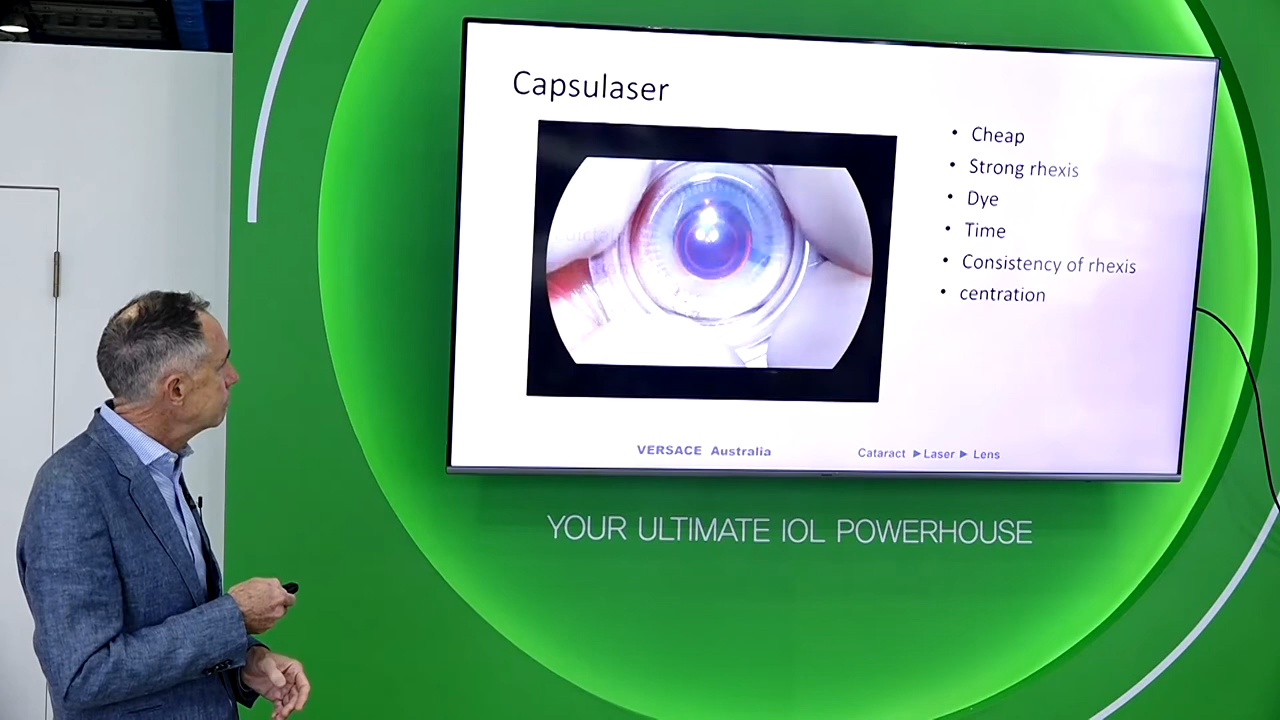 Capsulaser
• Cheap
• Strong rhexis
• Dye
• Time
• Consistency of rhexis
• centration
VERSACE Australia
Cataract ▶ Laser ▶ Lens
YOUR ULTIMATE IOL POWERHOUSE